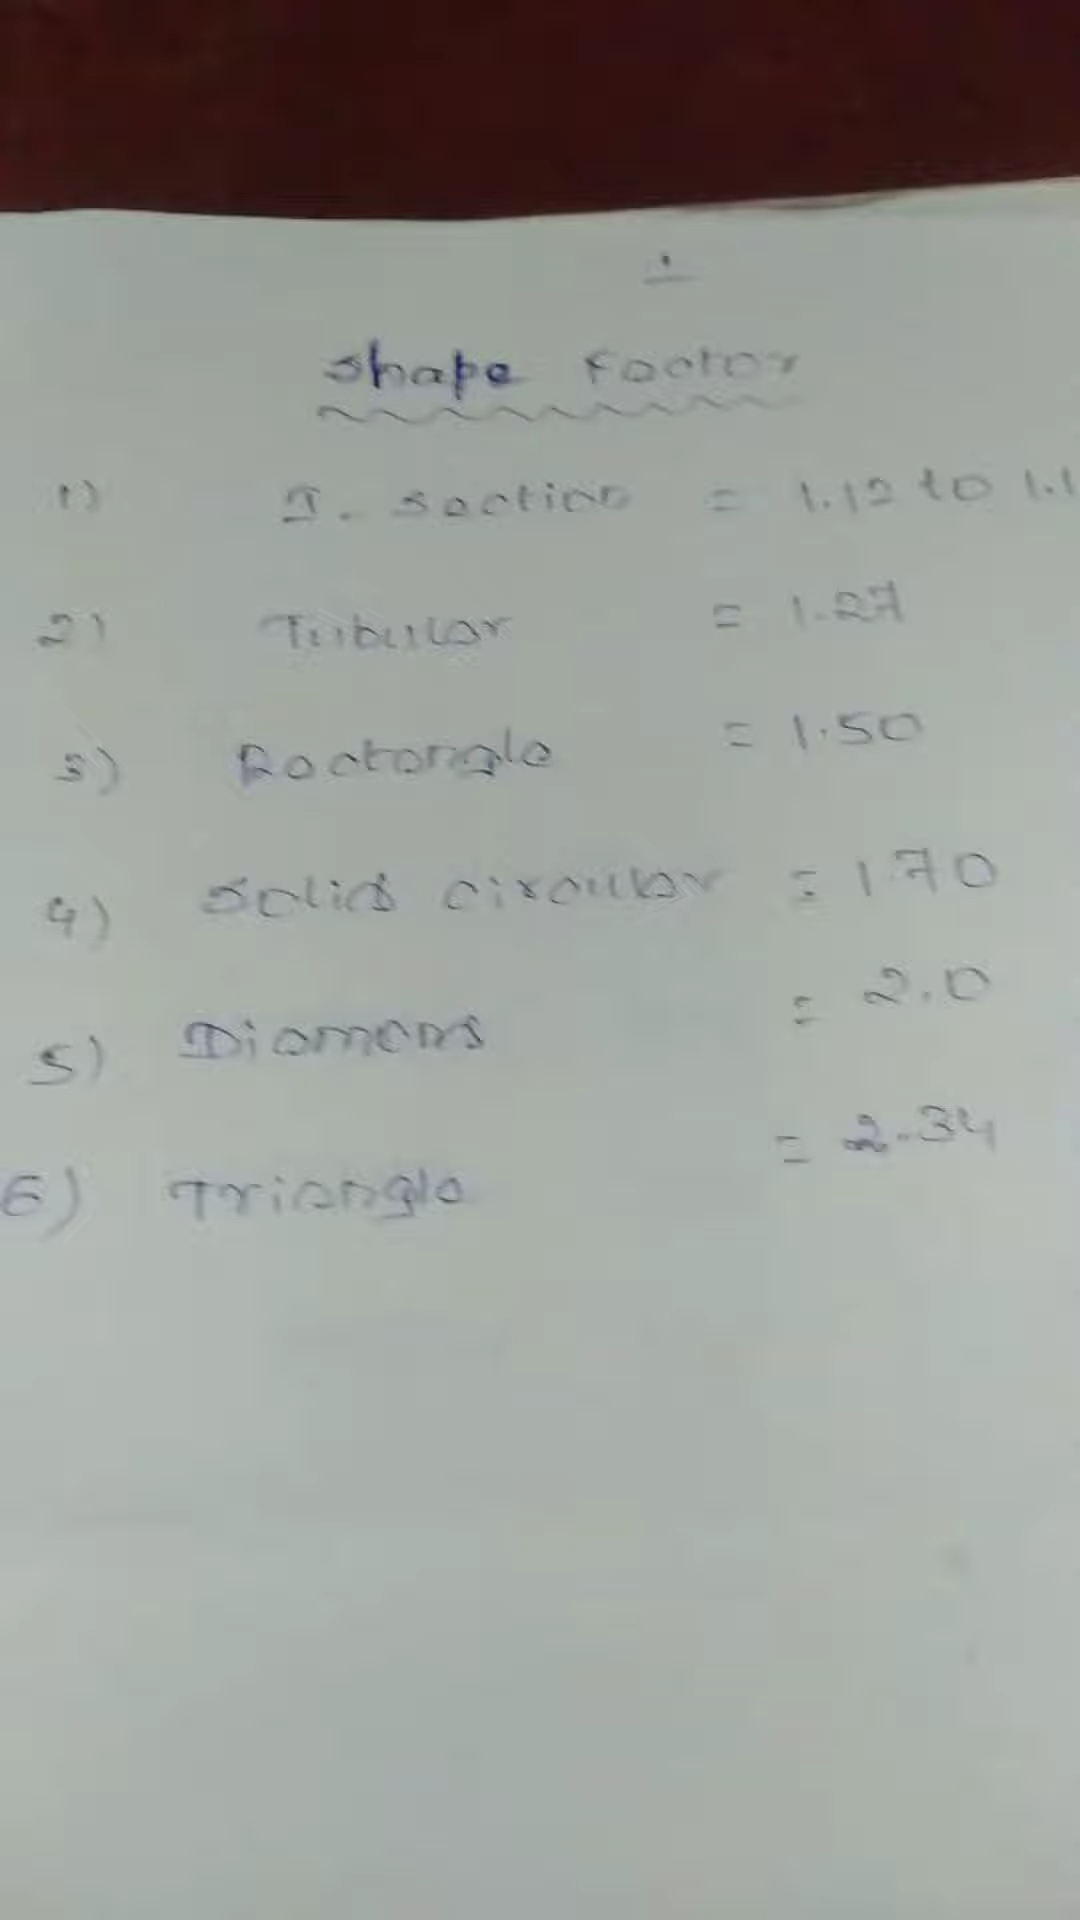 Shape Factor
1) I. Section = 1.12 to 1.1
2) Tubular = 1.27
3) Rectangle = 1.50
4) Solid circular = 1.70
5) Diamond = 2.0
6) Triangle = 2.34